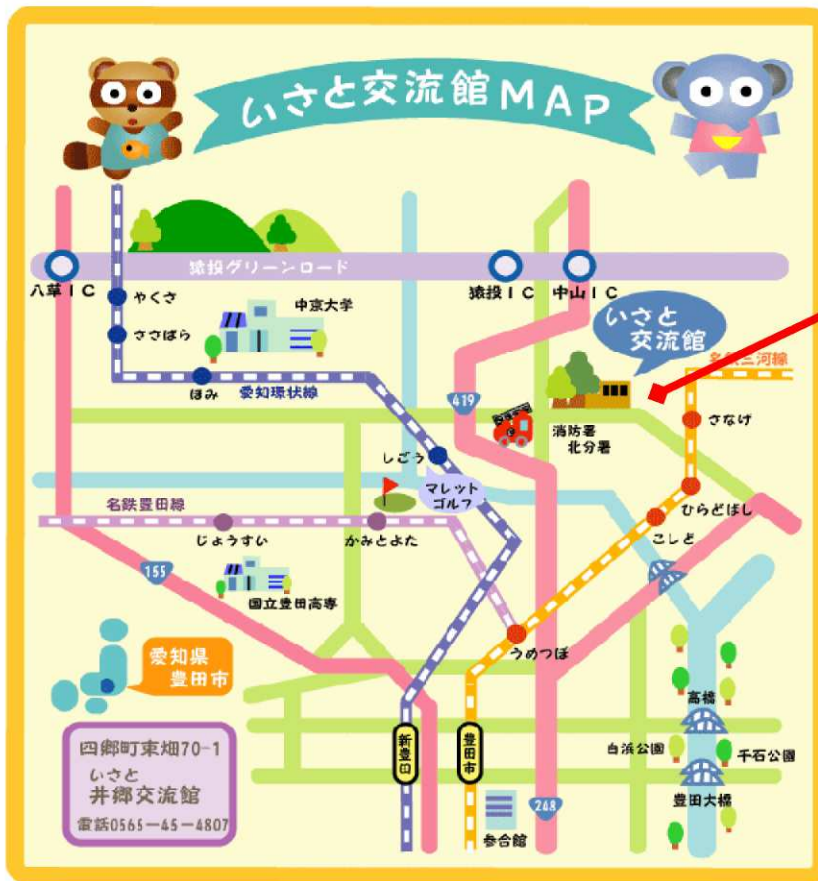 いさと交流館MAP
猿投グリーンロード
八草IC
猿投IC
中山IC
やくさ
中京大学
いさと
交流館
ささばら
名鉄三河線
ほみ
愛知環状線
419
さなげ
消防署
北分署
しごう
マレット
ゴルフ
ひらどばし
名鉄豊田線
こしど
じょうすい
かみとよた
155
国立豊田高専
うめつぼ
愛知県
豊田市
高橋
新豊田
豊田市
白浜公園
千石公園
四郷町東畑70-1
いさと
井郷交流館
電話0565-45-4807
豊田大橋
248
参合館